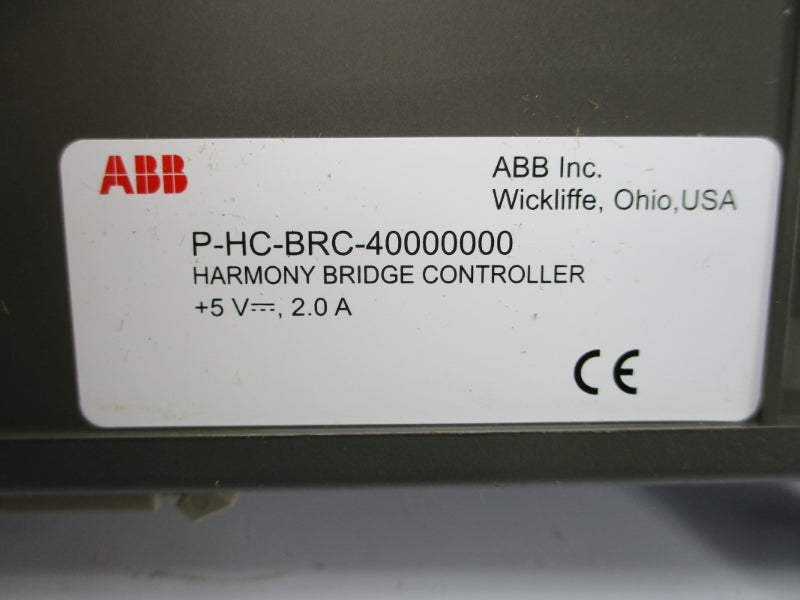 ABB
ABB Inc.
Wickliffe, Ohio,USA
P-HC-BRC-40000000
HARMONY BRIDGE CONTROLLER
+5 V⎓, 2.0 A
CE